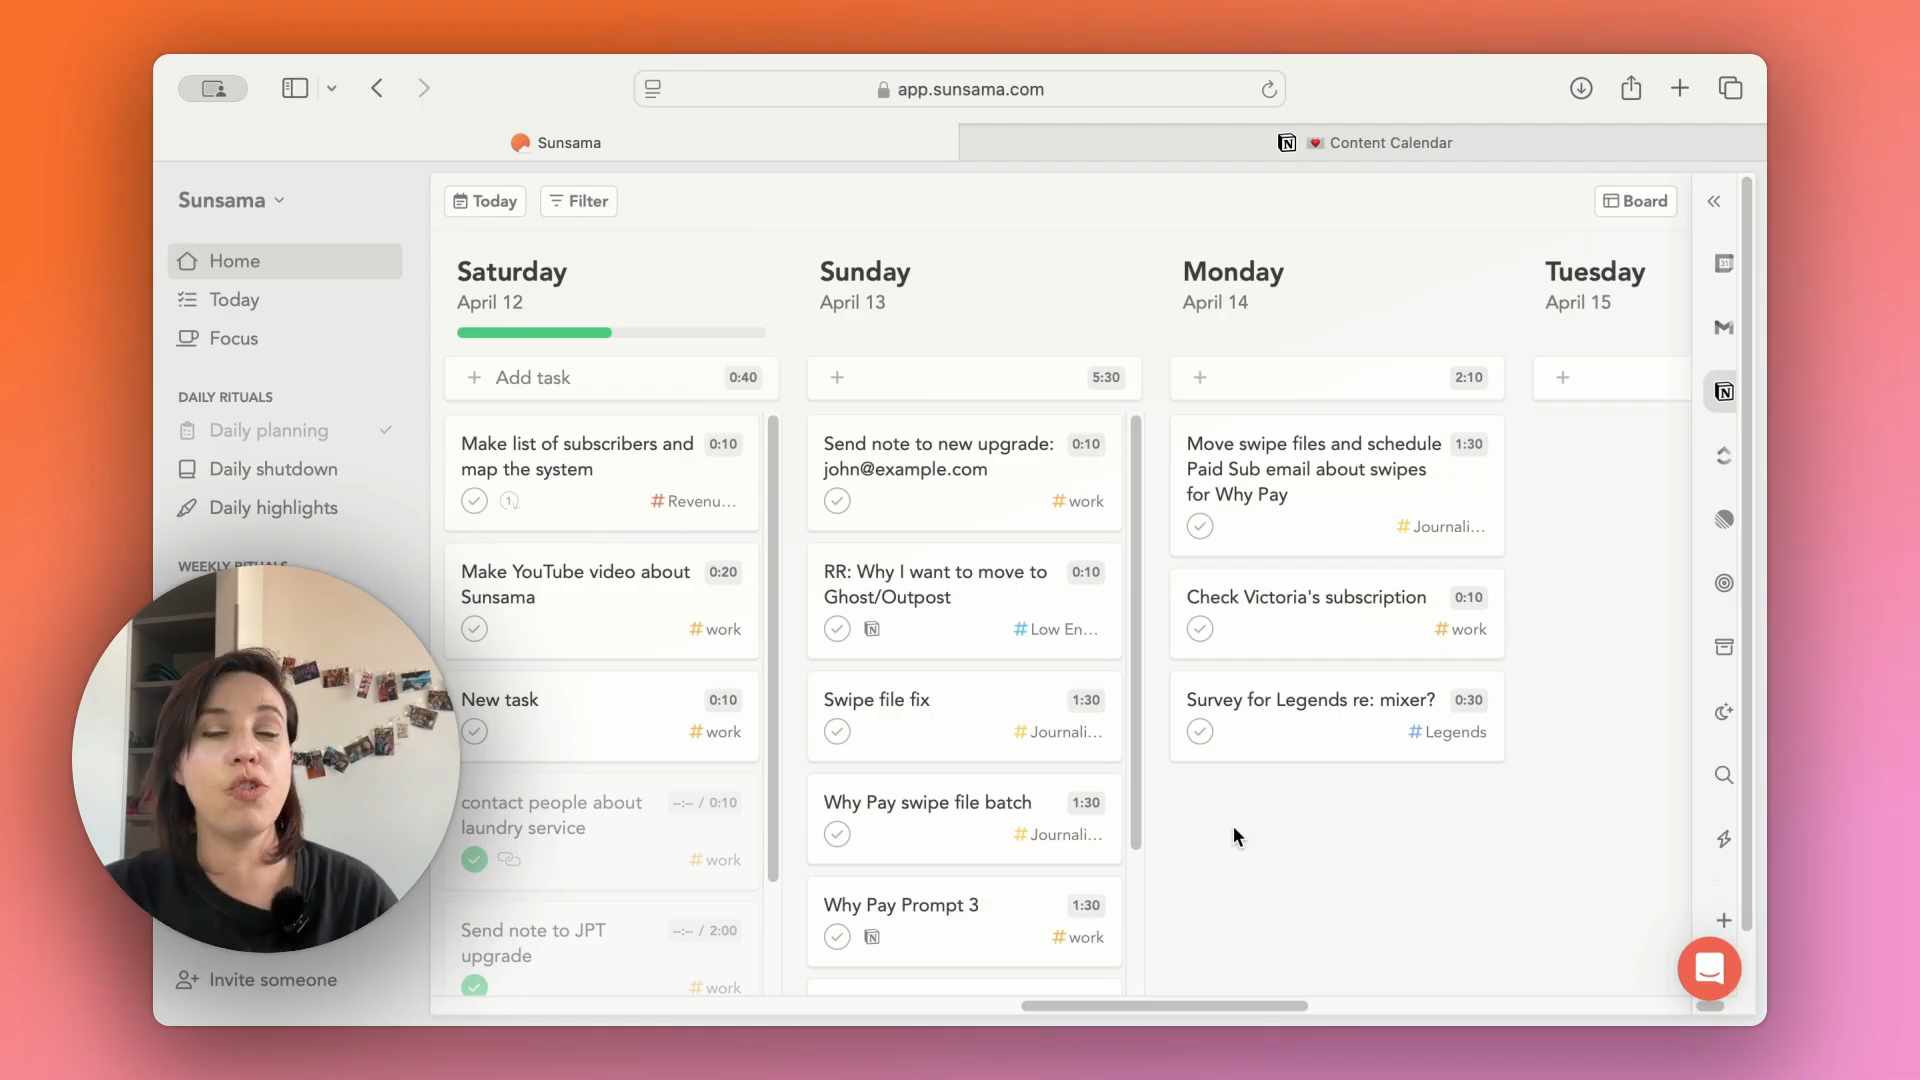 app.sunsama.com
Sunsama
Content Calendar
Sunsama
Home
Today
Focus
DAILY RITUALS
Daily planning
Daily shutdown
Daily highlights
WEEKLY RITUALS
Invite someone
Today
Filter
Board
Saturday
April 12
Add task
0:40
Make list of subscribers and
map the system
0:10
1
#Revenu...
Make YouTube video about
Sunsama
0:20
#work
New task
0:10
#work
contact people about
laundry service
-:-- / 0:10
#work
Send note to JPT
upgrade
-:-- / 2:00
#work
Sunday
April 13
5:30
Send note to new upgrade:
john@example.com
0:10
#work
RR: Why I want to move to
Ghost/Outpost
0:10
#Low En...
Swipe file fix
1:30
#Journali...
Why Pay swipe file batch
1:30
#Journali...
Why Pay Prompt 3
1:30
#work
Monday
April 14
2:10
Move swipe files and schedule
Paid Sub email about swipes
for Why Pay
1:30
#Journali...
Check Victoria's subscription
0:10
#work
Survey for Legends re: mixer?
0:30
#Legends
Tuesday
April 15
31